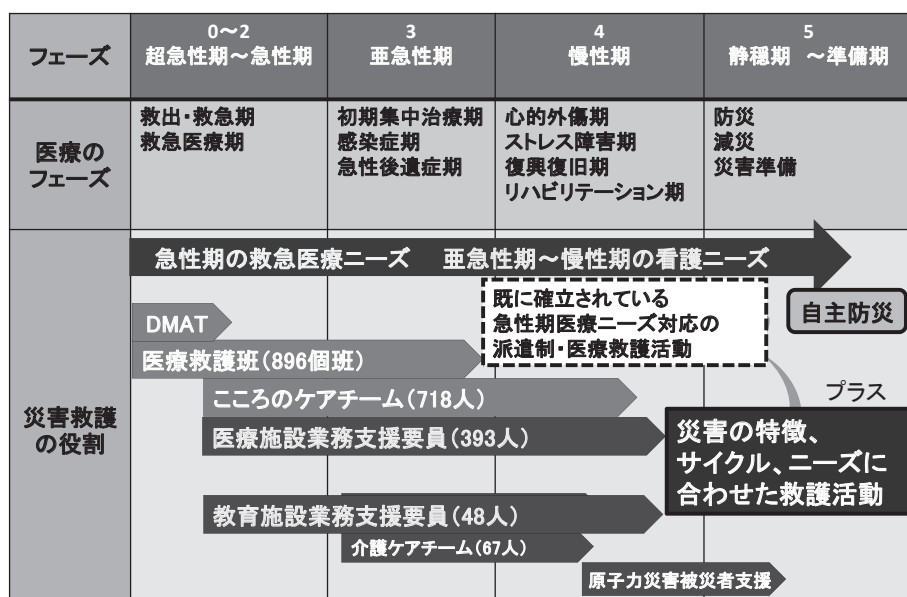 フェーズ
0～2
超急性期～急性期
3
亜急性期
4
慢性期
5
静穏期　～準備期
医療の
フェーズ
救出・救急期
救急医療期
初期集中治療期
感染症期
急性後遺症期
心的外傷期
ストレス障害期
復興復旧期
リハビリテーション期
防災
減災
災害準備
災害救護
の役割
急性期の救急医療ニーズ　亜急性期～慢性期の看護ニーズ
既に確立されている
急性期医療ニーズ対応の
派遣制・医療救護活動
自主防災
DMAT
医療救護班（896個班）
こころのケアチーム（718人）
医療施設業務支援要員（393人）
プラス
災害の特徴、
サイクル、ニーズに
合わせた救護活動
教育施設業務支援要員（48人）
介護ケアチーム（67人）
原子力災害被災者支援